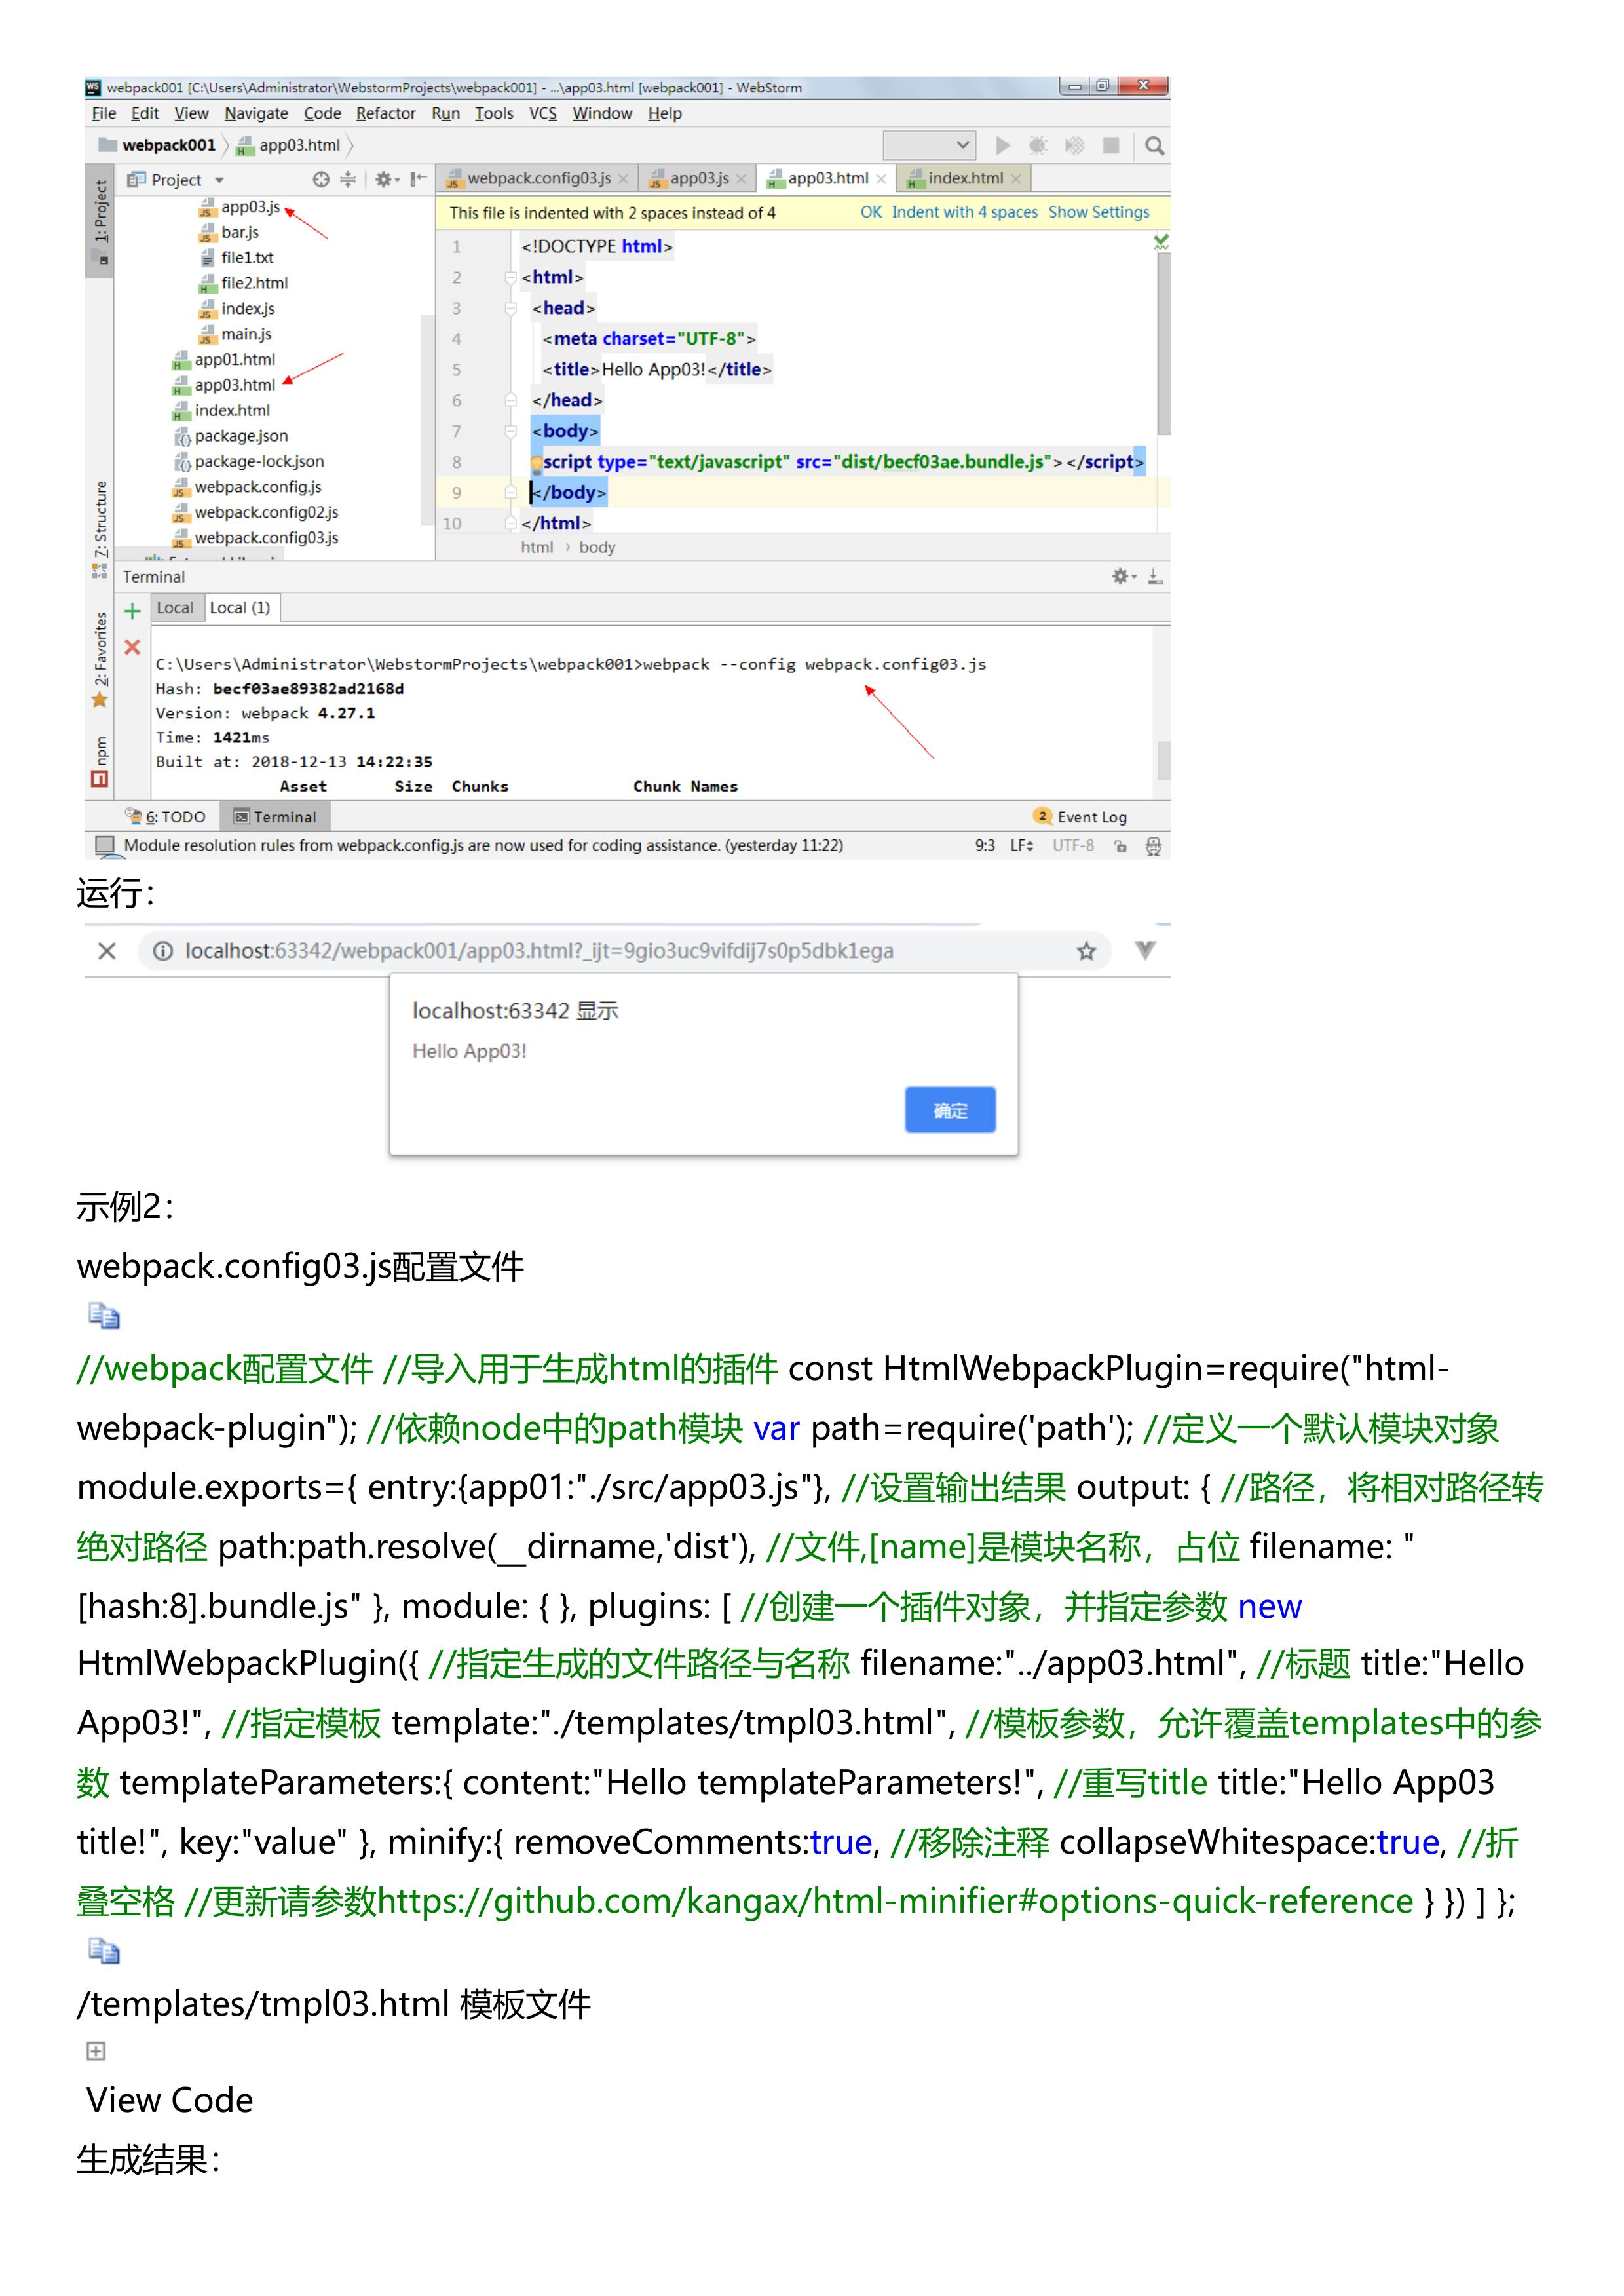 webpack001 [C:\Users\Administrator\WebstormProjects\webpack001] - ...\app03.html [webpack001] - WebStorm
File Edit View Navigate Code Refactor Run Tools VCS Window Help
webpack001 app03.html
1: Project
Project
app03.js
bar.js
file1.txt
file2.html
index.js
main.js
app01.html
app03.html
index.html
package.json
package-lock.json
webpack.config.js
webpack.config02.js
webpack.config03.js
webpack.config03.js app03.js app03.html index.html
This file is indented with 2 spaces instead of 4 OK Indent with 4 spaces Show Settings
1 <!DOCTYPE html>
2 <html>
3 <head>
4 <meta charset="UTF-8">
5 <title>Hello App03!</title>
6 </head>
7 <body>
8 script type="text/javascript" src="dist/becf03ae.bundle.js"></script>
9 </body>
10 </html>
html › body
7: Structure
2: Favorites
npm
Terminal
Local Local (1)
C:\Users\Administrator\WebstormProjects\webpack001>webpack --config webpack.config03.js
Hash: becf03ae89382ad2168d
Version: webpack 4.27.1
Time: 1421ms
Built at: 2018-12-13 14:22:35
Asset Size Chunks Chunk Names
6: TODO Terminal 2 Event Log
Module resolution rules from webpack.config.js are now used for coding assistance. (yesterday 11:22) 9:3 LF UTF-8
运行：
localhost:63342/webpack001/app03.html?_ijt=9gio3uc9vifdij7s0p5dbk1ega
localhost:63342 显示
Hello App03!
确定
示例2：
webpack.config03.js配置文件
//webpack配置文件 //导入用于生成html的插件 const HtmlWebpackPlugin=require("html-
webpack-plugin"); //依赖node中的path模块 var path=require('path'); //定义一个默认模块对象
module.exports={ entry:{app01:"./src/app03.js"}, //设置输出结果 output: { //路径，将相对路径转
绝对路径 path:path.resolve(__dirname,'dist'), //文件,[name]是模块名称，占位 filename: "
[hash:8].bundle.js" }, module: { }, plugins: [ //创建一个插件对象，并指定参数 new
HtmlWebpackPlugin({ //指定生成的文件路径与名称 filename:"../app03.html", //标题 title:"Hello
App03!", //指定模板 template:"./templates/tmpl03.html", //模板参数，允许覆盖templates中的参
数 templateParameters:{ content:"Hello templateParameters!", //重写title title:"Hello App03
title!", key:"value" }, minify:{ removeComments:true, //移除注释 collapseWhitespace:true, //折
叠空格 //更新请参数https://github.com/kangax/html-minifier#options-quick-reference } }) ] };
/templates/tmpl03.html 模板文件
View Code
生成结果：